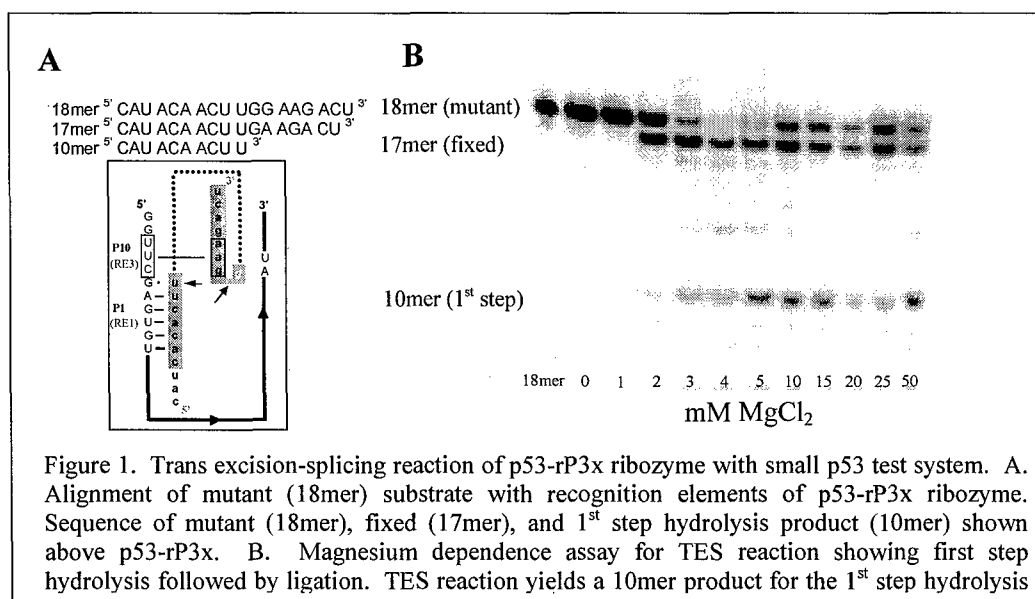 A
B
18mer 5' CAU ACA ACU UGG AAG ACU 3'
17mer 5' CAU ACA ACU UGA AGA CU 3'
10mer 5' CAU ACA ACU U 3'
18mer (mutant)
17mer (fixed)
10mer (1st step)
5'
G
G
U
U
C
G
A
G
U
G
U
P10
(RE3)
P1
(RE1)
u
u
c
a
c
a
c
u
a
c
5'
3'
u
c
a
g
a
a
g
3'
U
A
18mer 0 1 2 3 4 5 10 15 20 25 50
mM MgCl2
Figure 1. Trans excision-splicing reaction of p53-rP3x ribozyme with small p53 test system. A.
Alignment of mutant (18mer) substrate with recognition elements of p53-rP3x ribozyme.
Sequence of mutant (18mer), fixed (17mer), and 1st step hydrolysis product (10mer) shown
above p53-rP3x. B. Magnesium dependence assay for TES reaction showing first step
hydrolysis followed by ligation. TES reaction yields a 10mer product for the 1st step hydrolysis